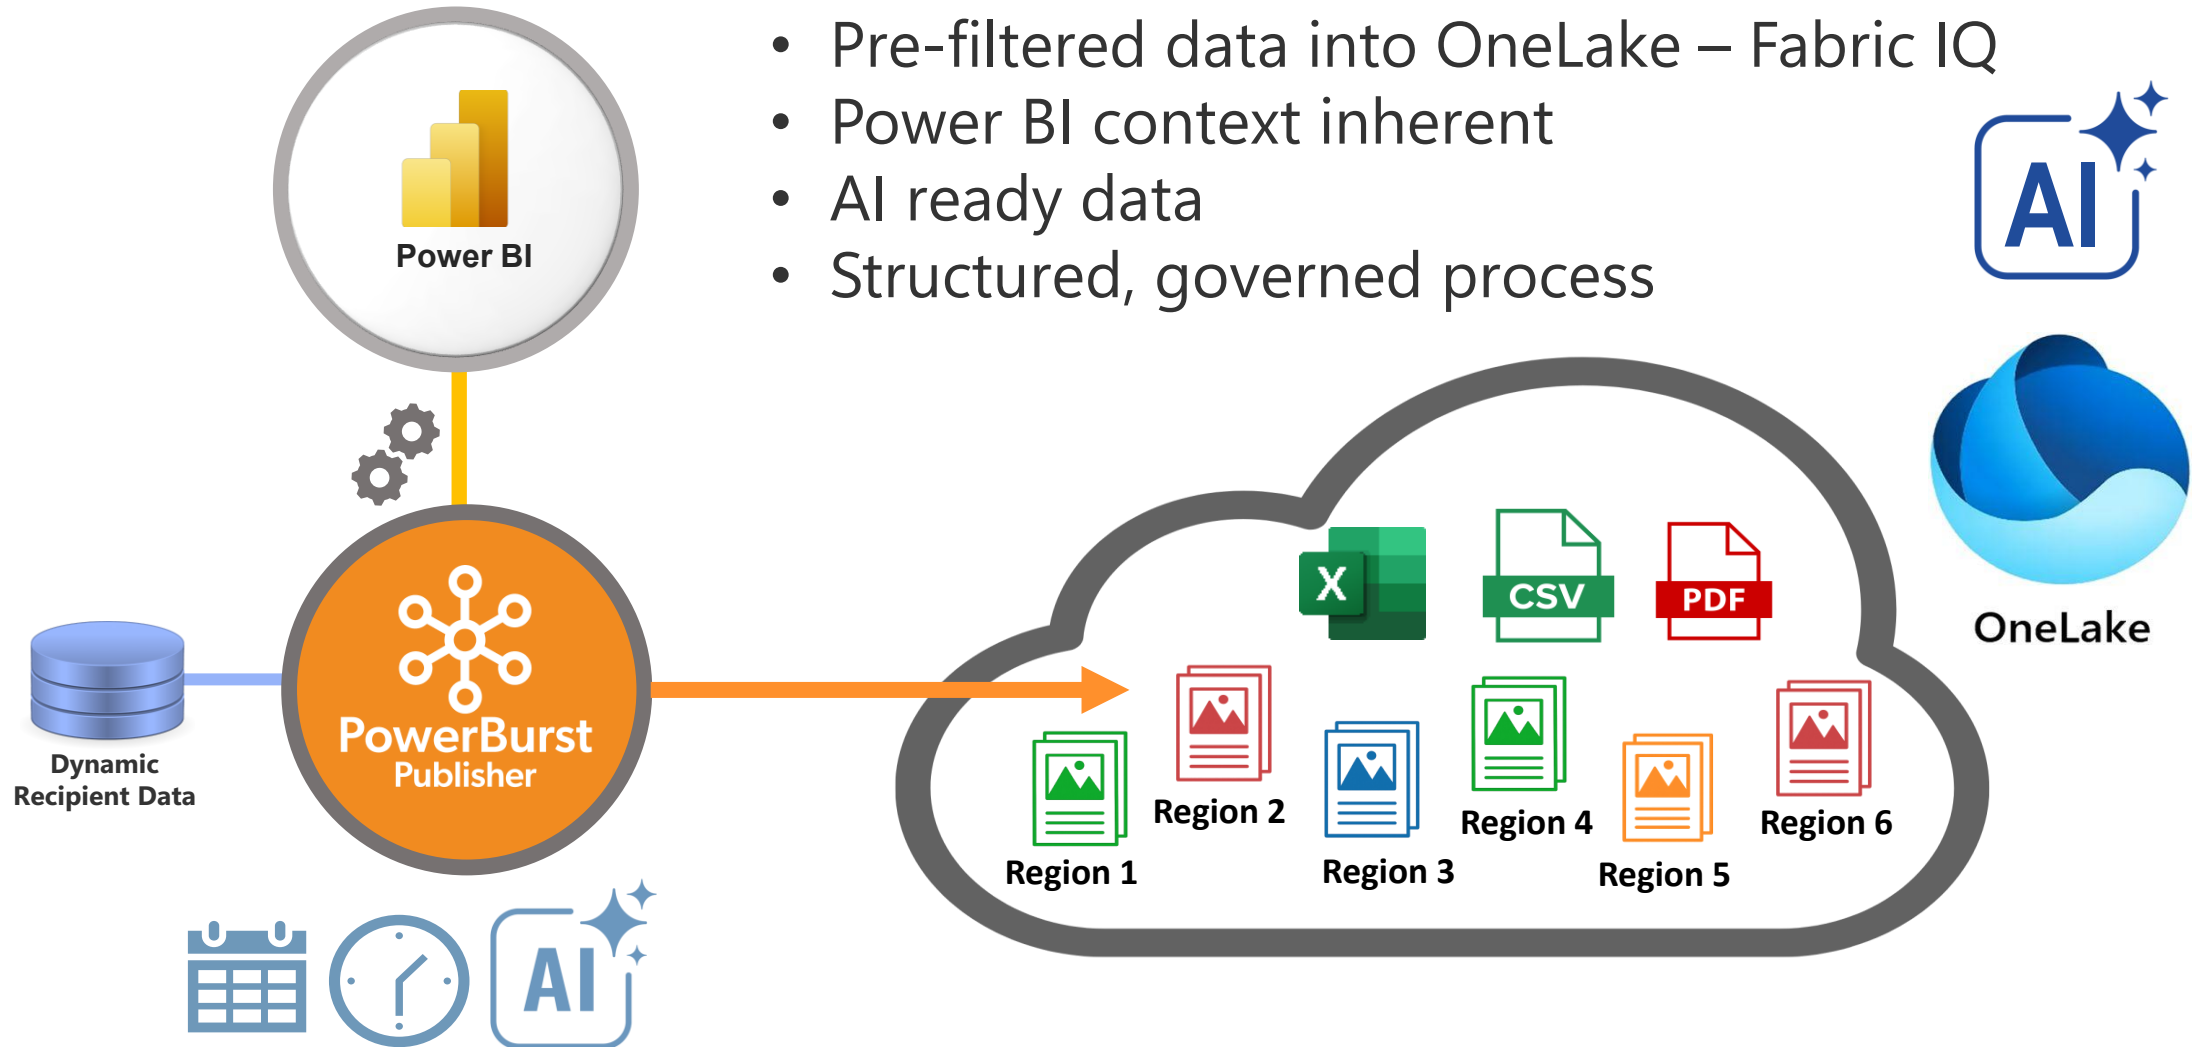 • Pre-filtered data into OneLake – Fabric IQ
• Power BI context inherent
• AI ready data
• Structured, governed process
Power BI
AI
OneLake
X
CSV
PDF
PowerBurst
Publisher
Dynamic
Recipient Data
Region 1
Region 2
Region 3
Region 4
Region 5
Region 6
AI